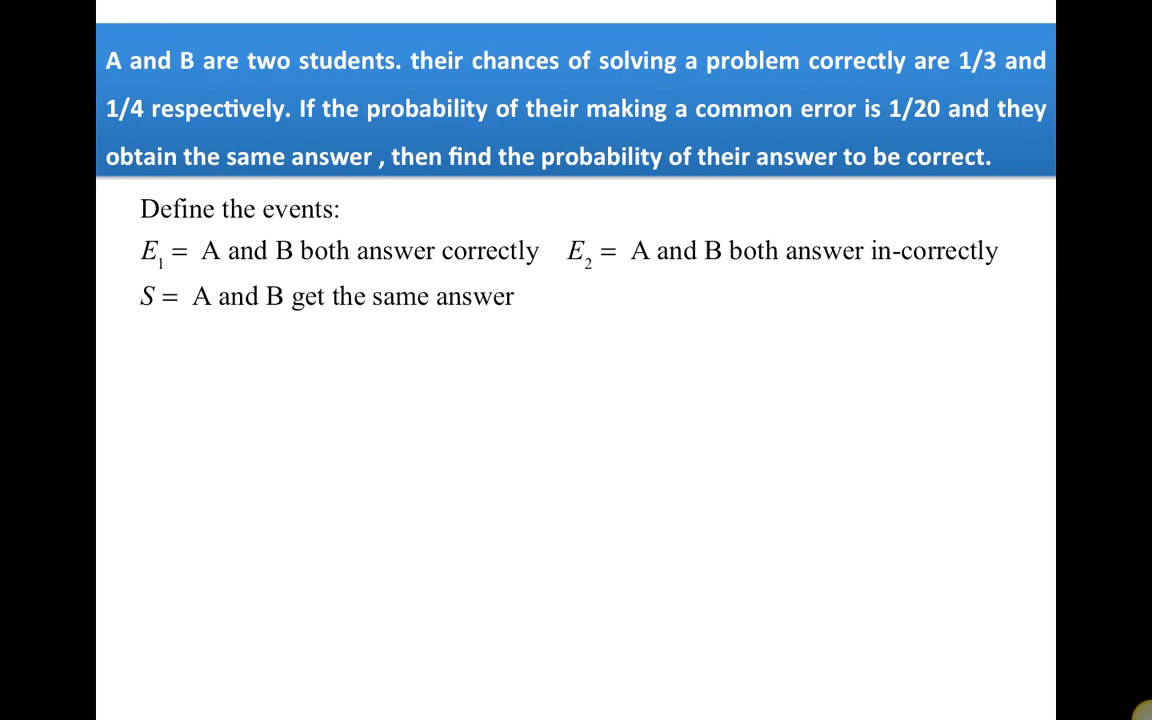 A and B are two students. their chances of solving a problem correctly are 1/3 and
1/4 respectively. If the probability of their making a common error is 1/20 and they
obtain the same answer , then find the probability of their answer to be correct.
Define the events:
E₁ = A and B both answer correctly E₂ = A and B both answer in-correctly
S = A and B get the same answer